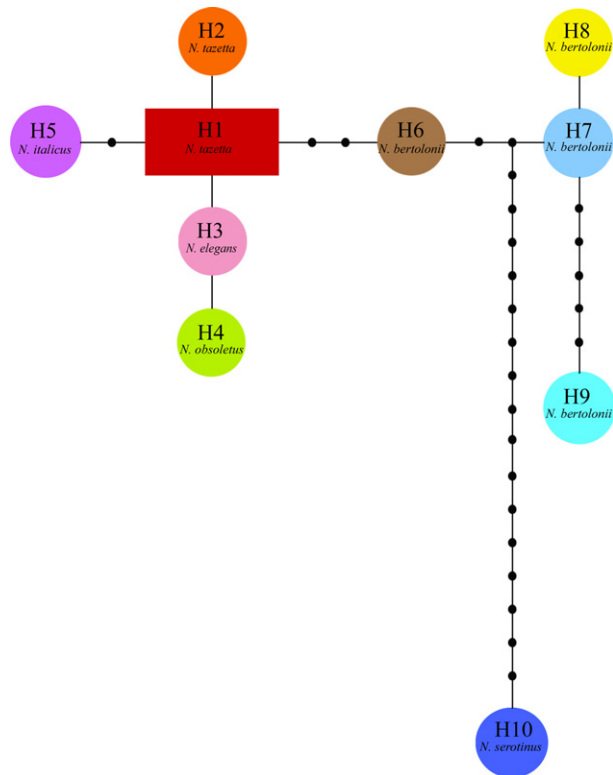 H2
N. tazetta
H8
N. bertolonii
H5
N. italicus
H1
N. tazetta
H6
N. bertolonii
H7
N. bertolonii
H3
N. elegans
H4
N. obsoletus
H9
N. bertolonii
H10
N. serotinus